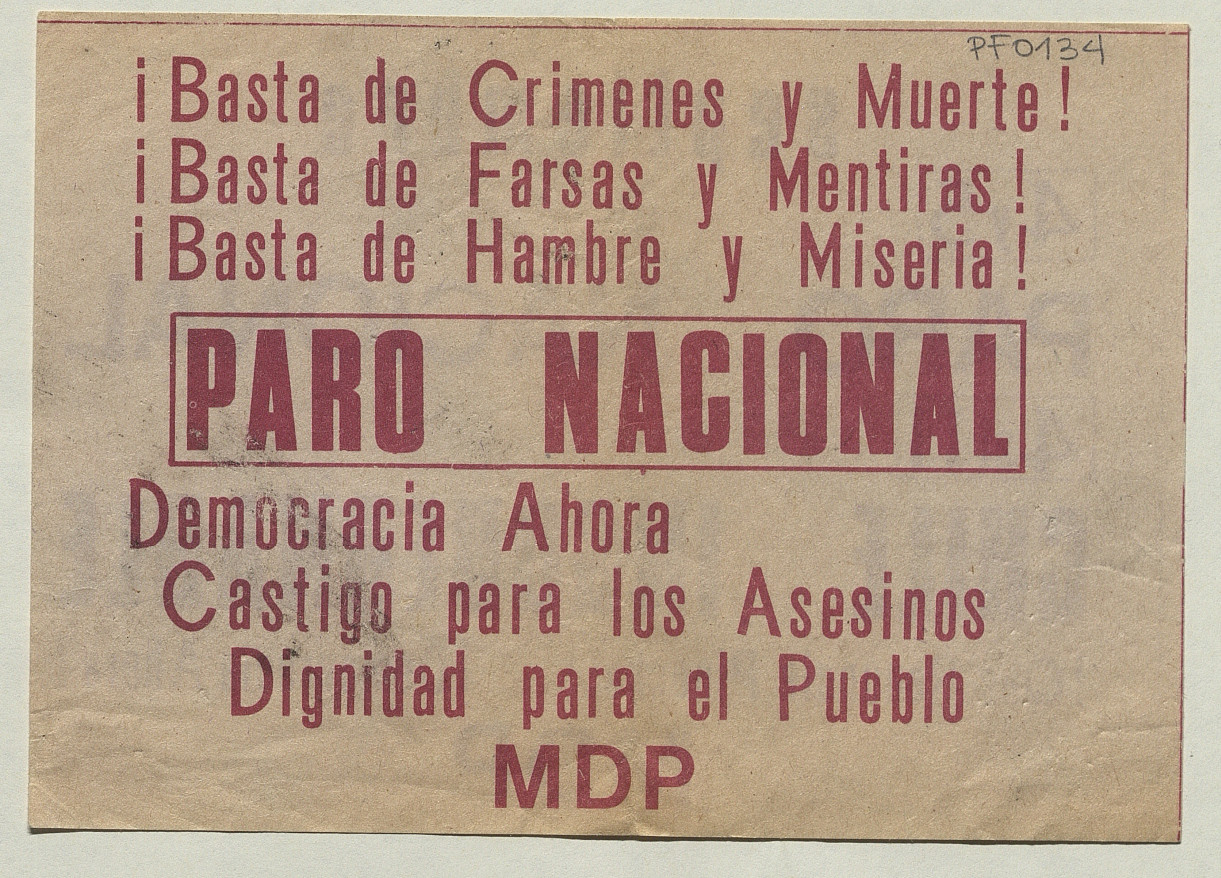 PF0134
¡Basta de Crimenes y Muerte!
¡Basta de Farsas y Mentiras!
¡Basta de Hambre y Miseria!
PARO NACIONAL
Democracia Ahora
Castigo para los Asesinos
Dignidad para el Pueblo
MDP